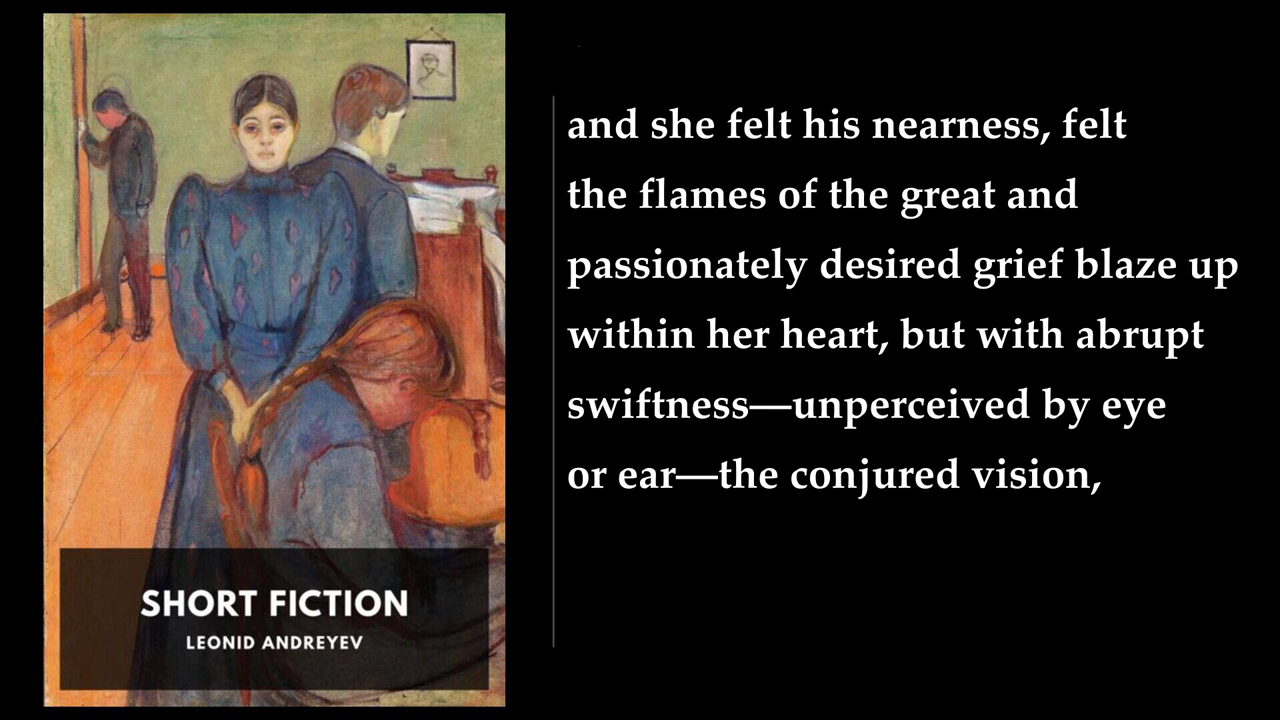 and she felt his nearness, felt
the flames of the great and
passionately desired grief blaze up
within her heart, but with abrupt
swiftness—unperceived by eye
or ear—the conjured vision,
SHORT FICTION
LEONID ANDREYEV